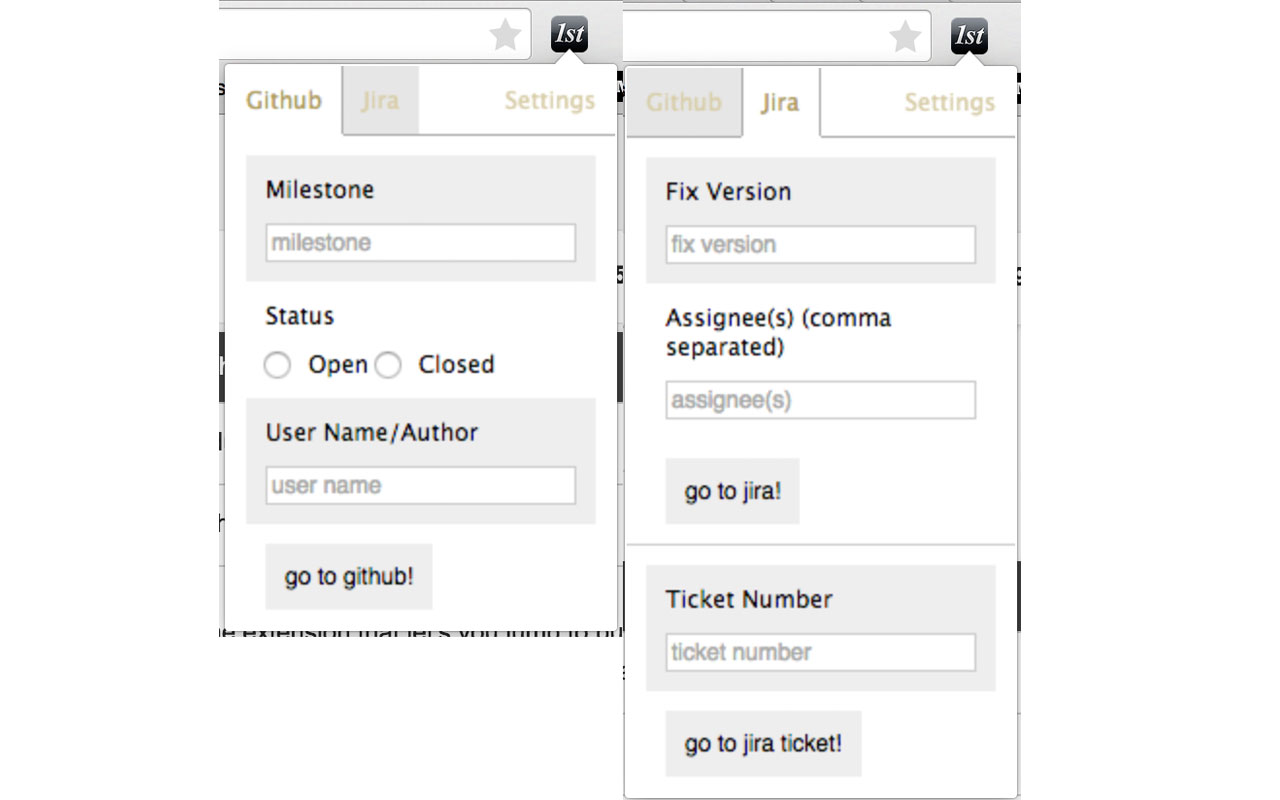 1st
Github
Jira
Settings
Milestone
milestone
Status
Open
Closed
User Name/Author
user name
go to github!
1st
Github
Jira
Settings
Fix Version
fix version
Assignee(s) (comma
separated)
assignee(s)
go to jira!
Ticket Number
ticket number
go to jira ticket!